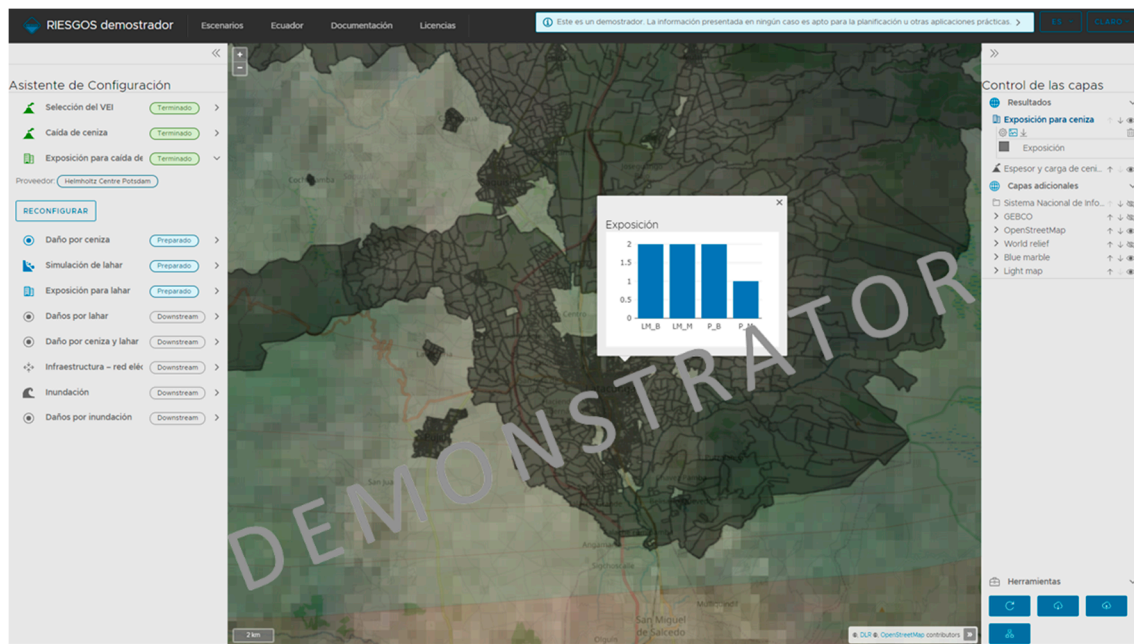 RIESGOS demostrador
Escenarios
Ecuador
Documentación
Licencias
Este es un demostrador. La información presentada en ningún caso es apto para la planificación u otras aplicaciones prácticas.
ES
CLARO
Asistente de Configuración
Selección del VEI
Terminado
Caída de ceniza
Terminado
Exposición para caída de
Terminado
Proveedor:
Helmholtz Centre Potsdam
RECONFIGURAR
Daño por ceniza
Preparado
Simulación de lahar
Preparado
Exposición para lahar
Preparado
Daños por lahar
Downstream
Daño por ceniza y lahar
Downstream
Infraestructura – red eléc
Downstream
Inundación
Downstream
Daños por inundación
Downstream
+
−
San Jua
San Miguel
de Salcedo
2 km
Exposición
2
1.5
1
0.5
0
LM_B
LM_M
P_B
P_M
DEMONSTRATOR
©, DLR ©, OpenStreetMap contributors
Control de las capas
Resultados
Exposición para ceniza
Exposición
Espesor y carga de ceni...
Capas adicionales
Sistema Nacional de Info...
GEBCO
OpenStreetMap
World relief
Blue marble
Light map
Herramientas